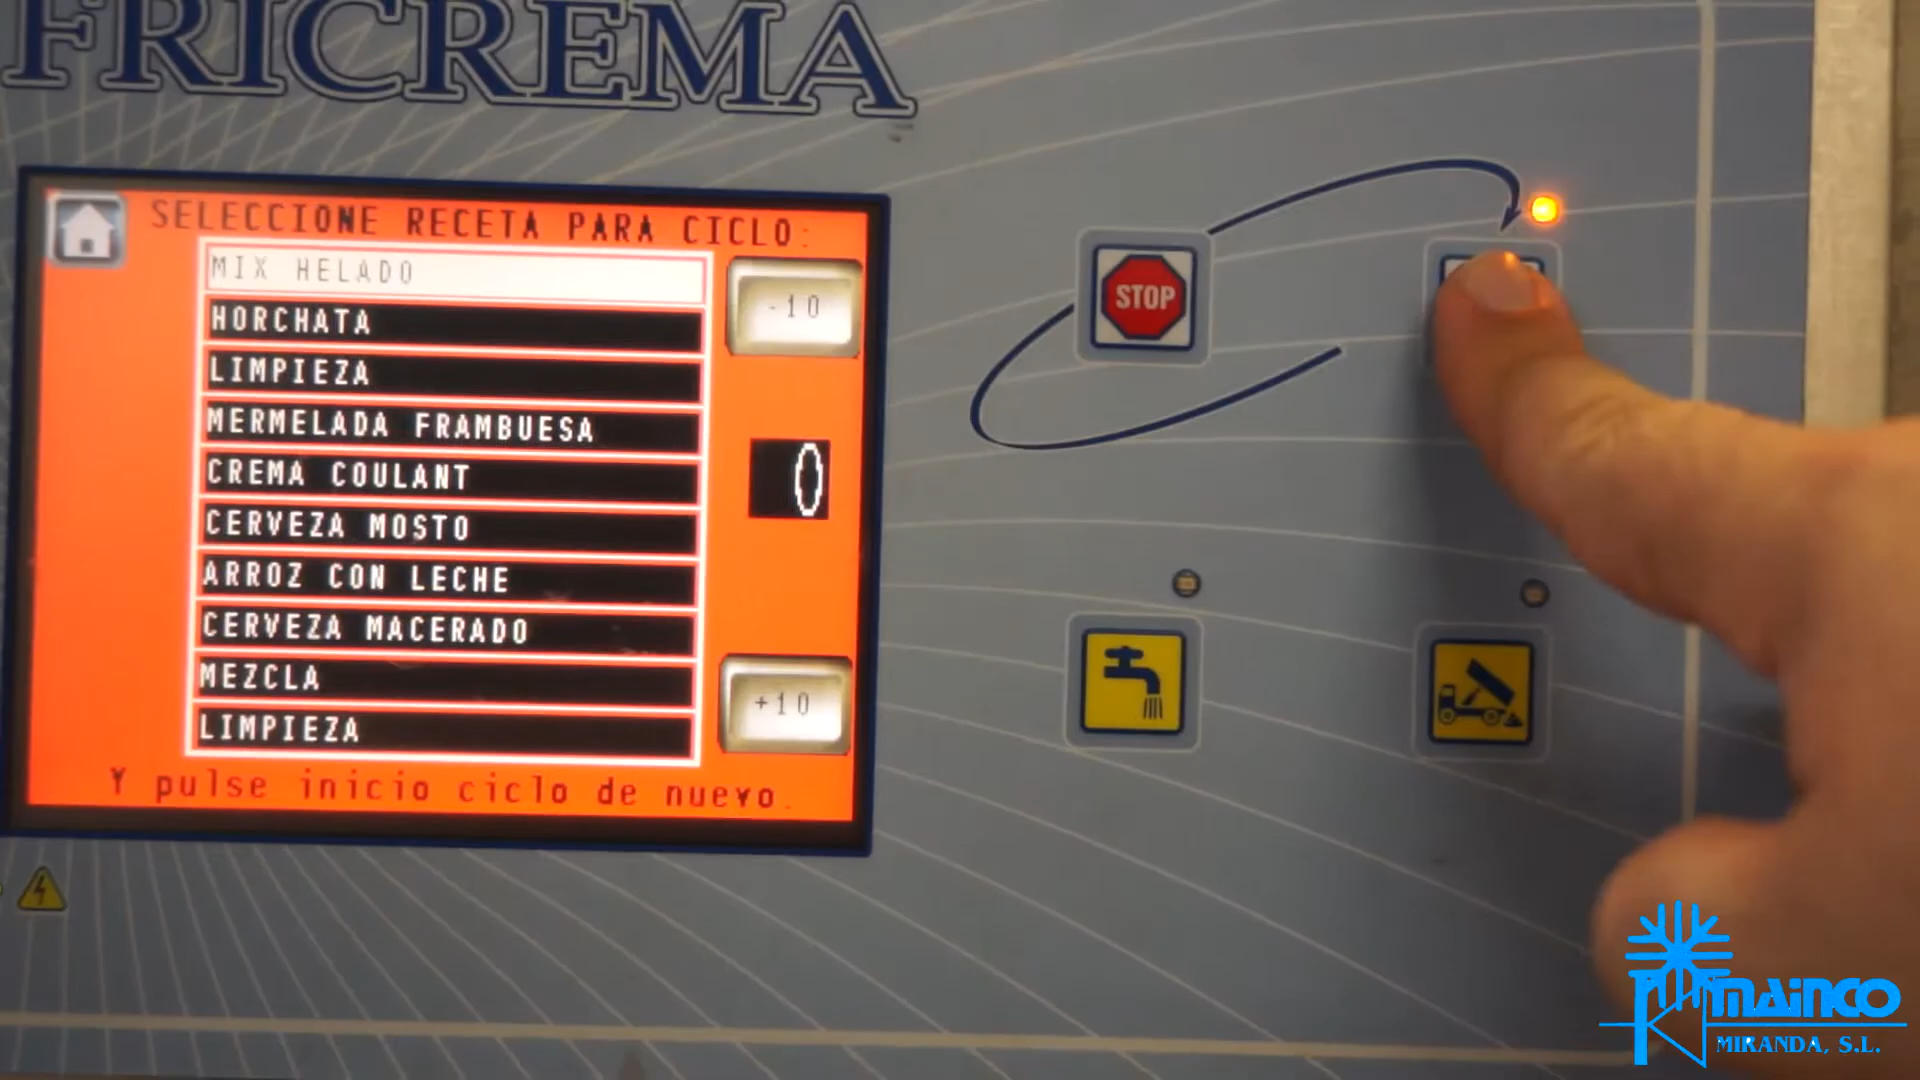 FRICREMA
SELECCIONE RECETA PARA CICLO:
MIX HELADO
HORCHATA
LIMPIEZA
MERMELADA FRAMBUESA
CREMA COULANT
CERVEZA MOSTO
ARROZ CON LECHE
CERVEZA MACERADO
MEZCLA
LIMPIEZA
-10
0
+10
Y pulse inicio ciclo de nuevo.
STOP
MAINCO
MIRANDA, S.L.